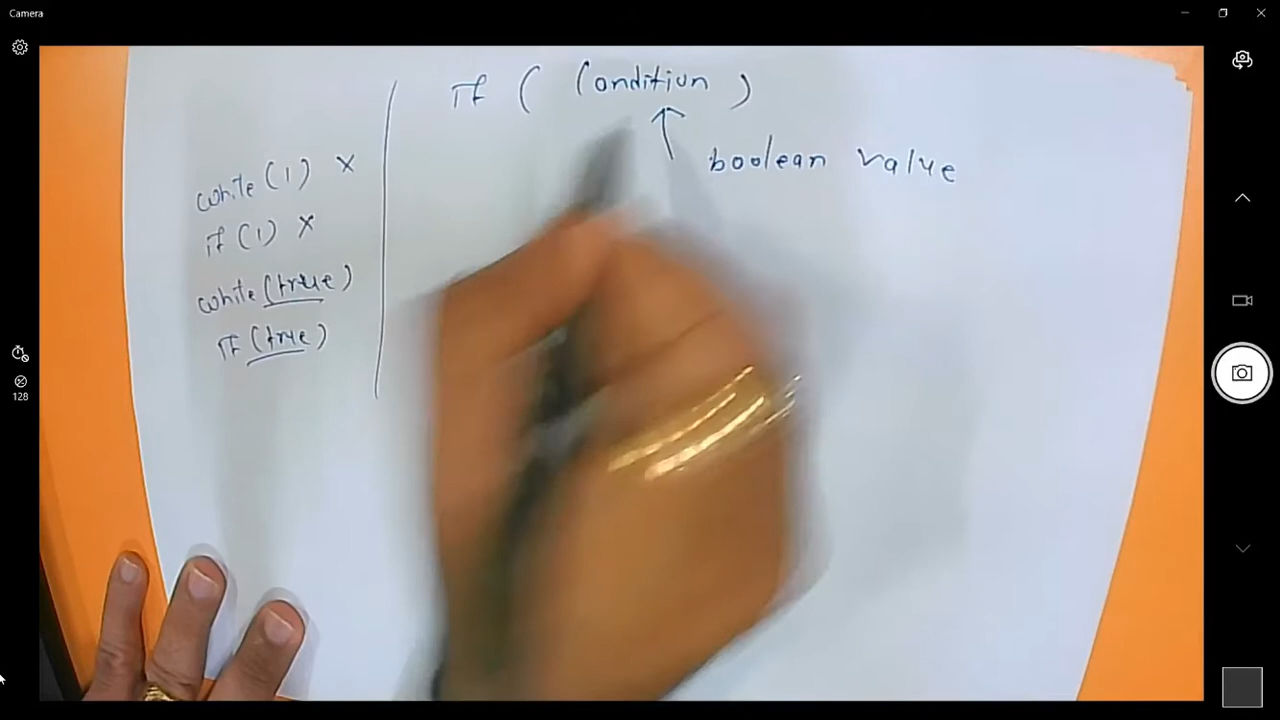 Camera
128
while (1) ×
if (1) ×
while (true)
if (true)
if ( Condition )
boolean value